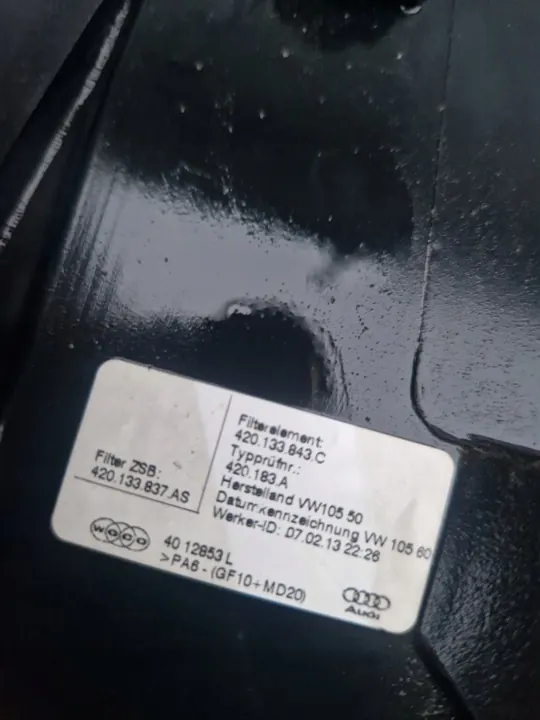 Filter ZSB:
420.133.837.AS
Filterelement:
420.133.843.C
Typprüfnr.:
420.183.A
Herstelland VW105 50
Datumkennzeichnung VW 105 60
Werker-ID: 07.02.13 22:26
WOCO
40 12853 L
>PA6 - (GF10+MD20)
Audi